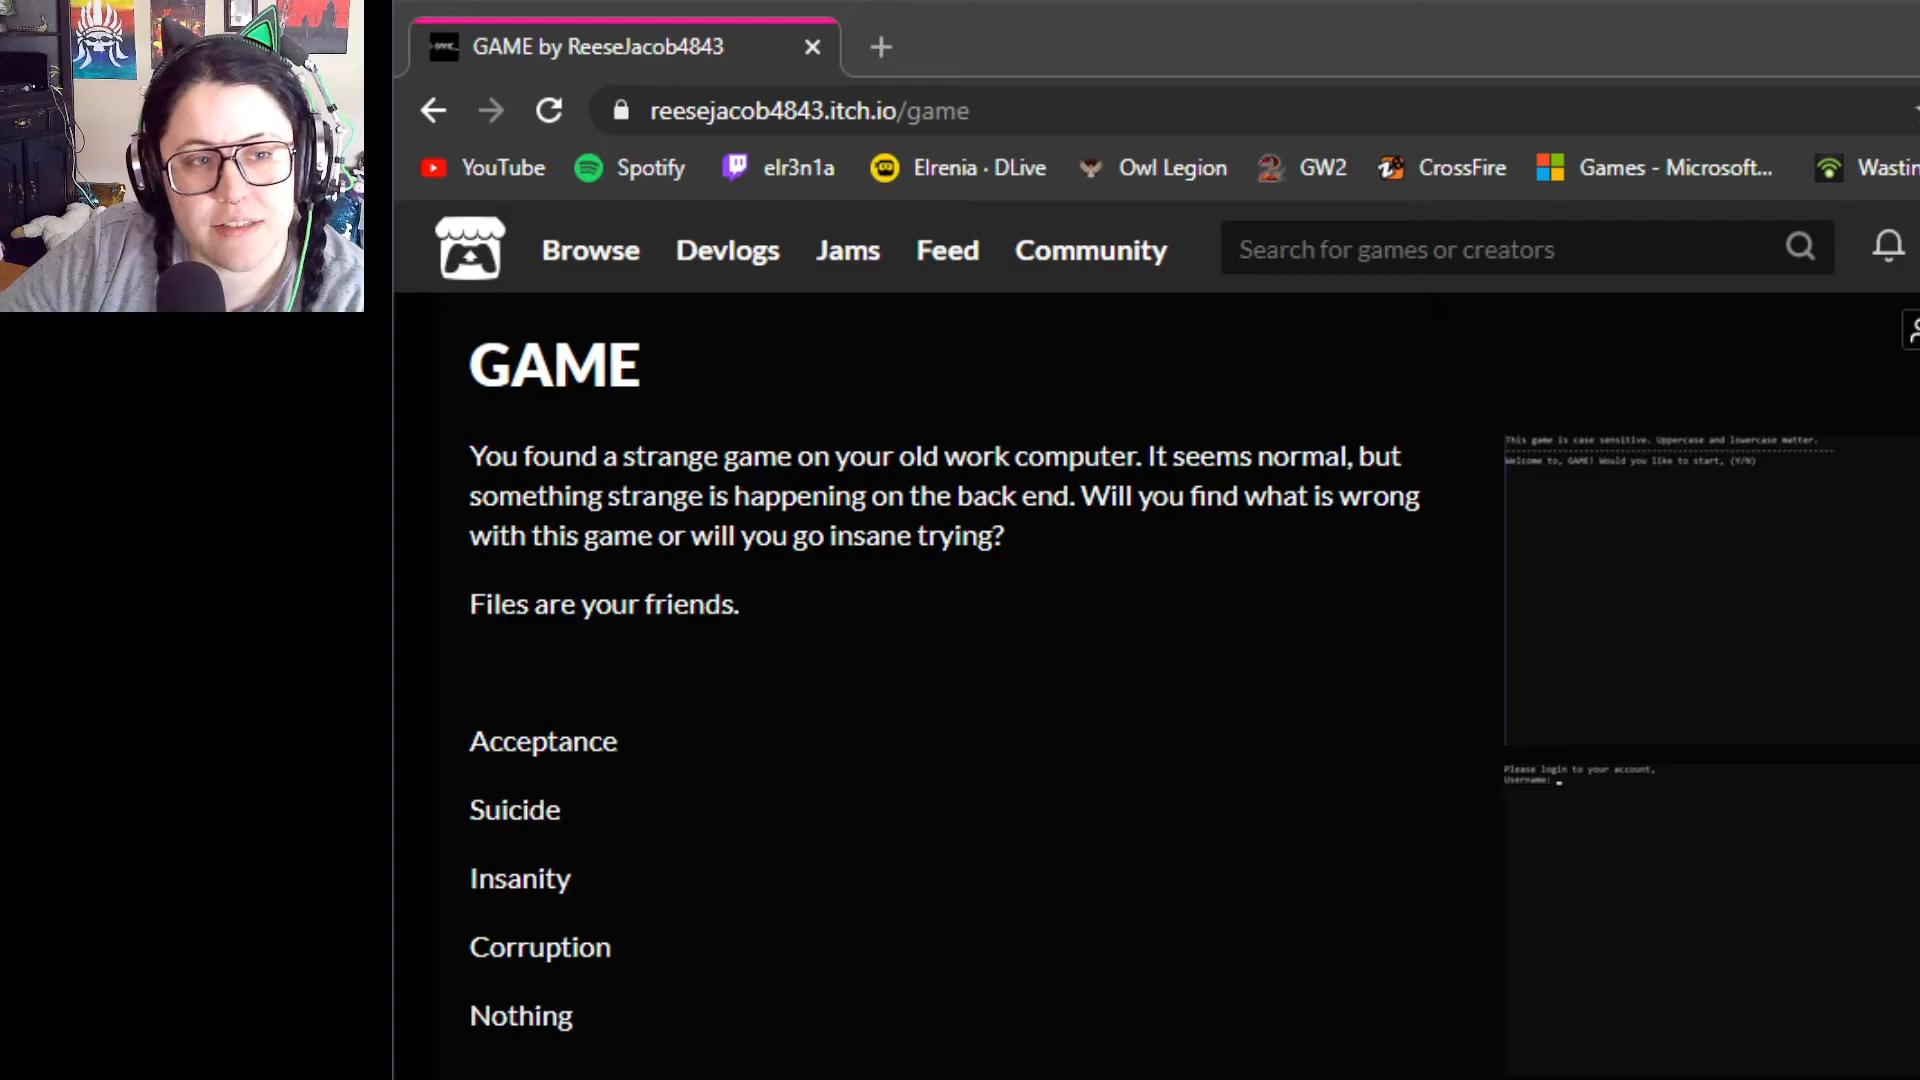 GAME by ReeseJacob4843
reesejacob4843.itch.io/game
YouTube Spotify elr3n1a Elrenia · DLive Owl Legion GW2 CrossFire Games - Microsoft... Wastin
Browse Devlogs Jams Feed Community Search for games or creators
GAME
You found a strange game on your old work computer. It seems normal, but
something strange is happening on the back end. Will you find what is wrong
with this game or will you go insane trying?
Files are your friends.
Acceptance
Suicide
Insanity
Corruption
Nothing
This game is case sensitive. Uppercase and lowercase matter.
Welcome to, GAME! Would you like to start, (Y/N)
Please login to your account,
Username: